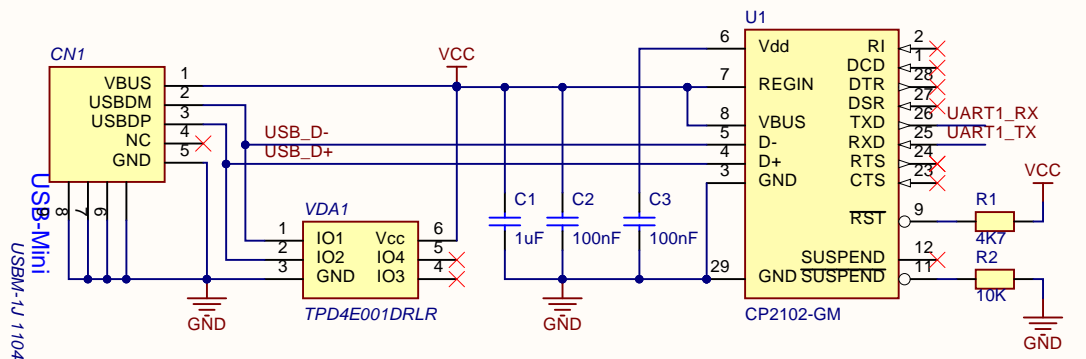 U1
CN1
VCC
VBUS 1
USBDM 2
USBDP 3
NC 4
GND 5
8
7
6
9
USB-Mini
USBM-1J 1104
USB_D-
USB_D+
VDA1
1 IO1 Vcc 6
2 IO2 IO4 5
3 GND IO3 4
TPD4E001DRLR
GND
C1
1uF
C2
100nF
C3
100nF
GND
6 Vdd RI 2
DCD 1
7 REGIN DTR 28
DSR 27
8 VBUS TXD 26 UART1_RX
5 D- RXD 25 UART1_TX
4 D+ RTS 24
3 GND CTS 23
RST 9
SUSPEND 12
29 GND SUSPEND 11
CP2102-GM
R1
4K7
VCC
R2
10K
GND